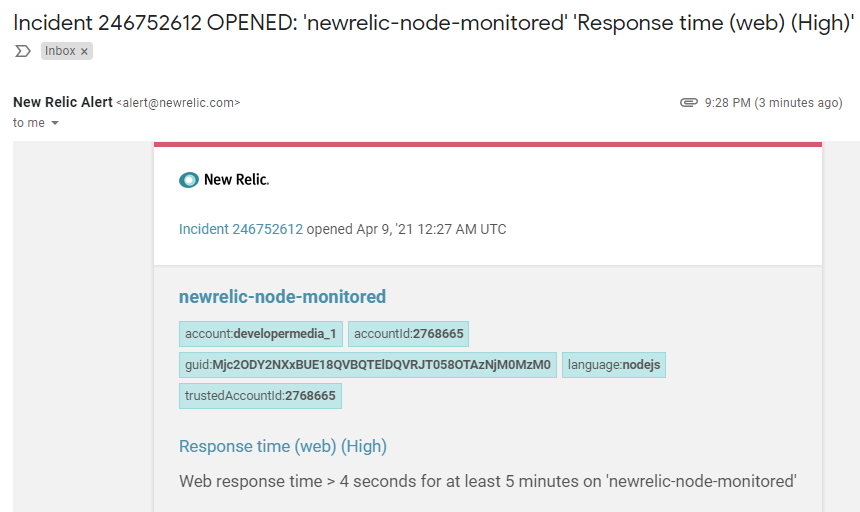 Incident 246752612 OPENED: 'newrelic-node-monitored' 'Response time (web) (High)'
Inbox ×
New Relic Alert <alert@newrelic.com>
9:28 PM (3 minutes ago)
to me
New Relic.
Incident 246752612 opened Apr 9, '21 12:27 AM UTC
newrelic-node-monitored
account:developermedia_1 accountId:2768665
guid:Mjc2ODY2NXxBUE18QVBQTElDQVRJT058OTAzNjM0MzM0 language:nodejs
trustedAccountId:2768665
Response time (web) (High)
Web response time > 4 seconds for at least 5 minutes on 'newrelic-node-monitored'